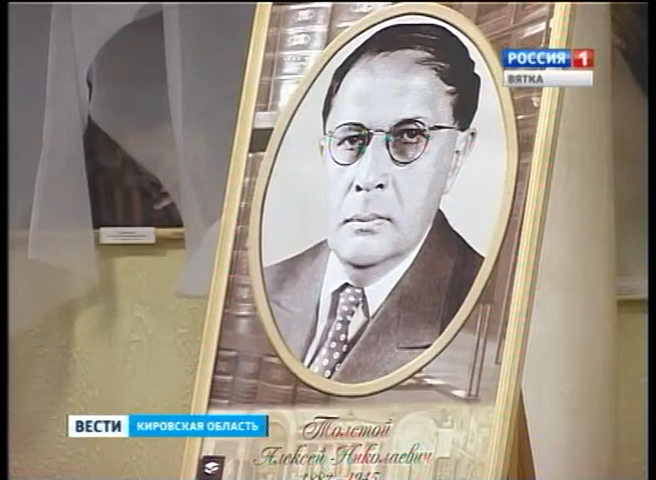 РОССИЯ 1
ВЯТКА
ВЕСТИ КИРОВСКАЯ ОБЛАСТЬ
Толстой
Алексей Николаевич